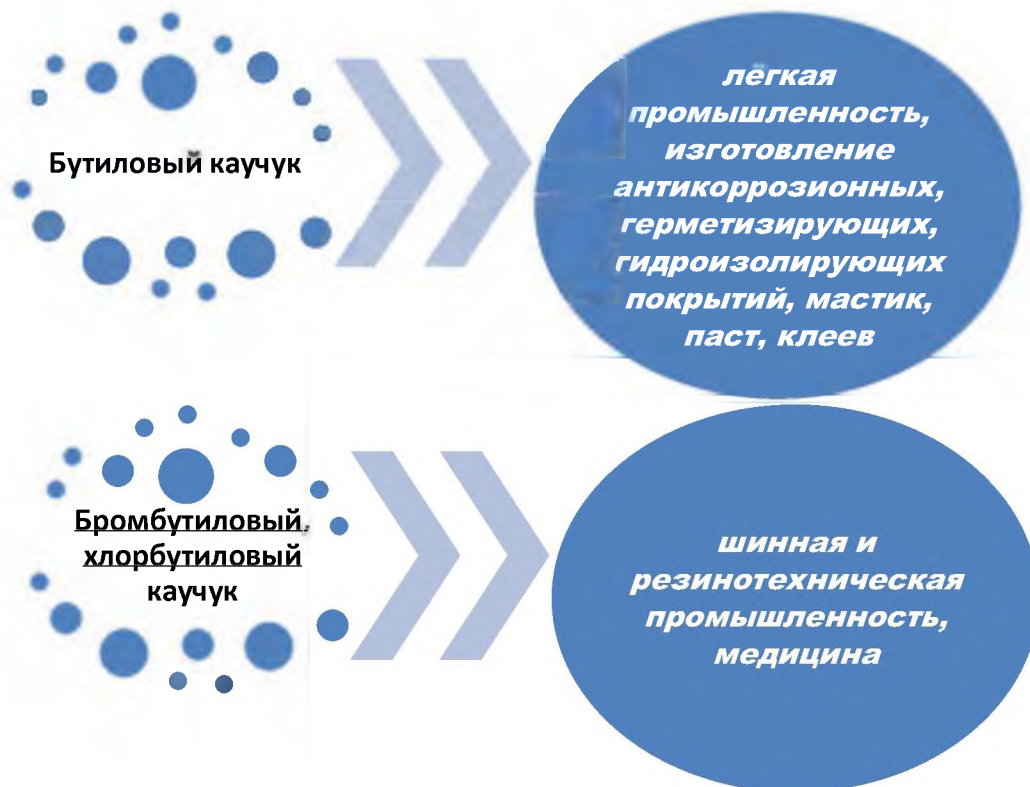 Бутиловый каучук
лёгкая
промышленность,
изготовление
антикоррозионных,
герметизирующих,
гидроизолирующих
покрытий, мастик,
паст, клеев
Бромбутиловый,
хлорбутиловый
каучук
шинная и
резинотехническая
промышленность,
медицина